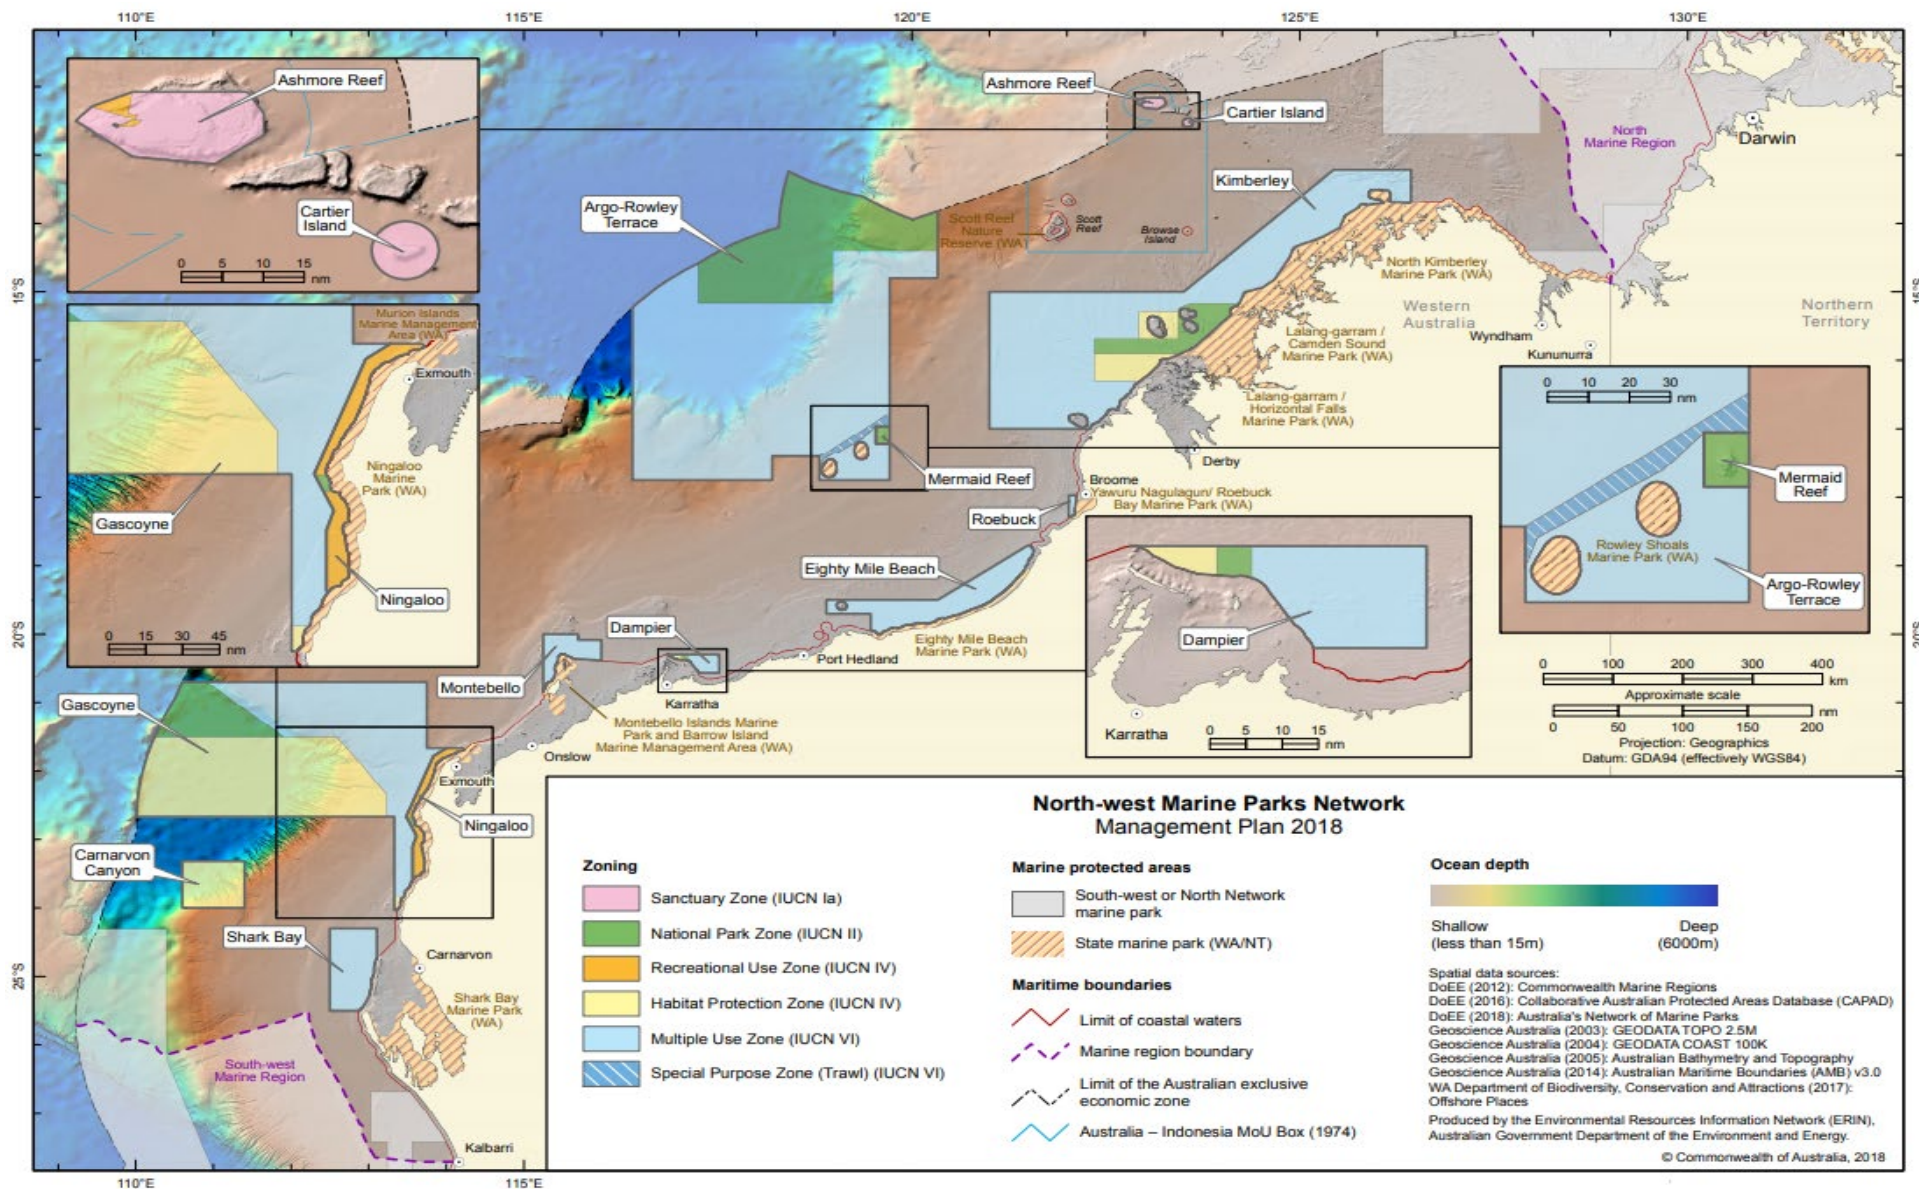 110°E
115°E
120°E
125°E
130°E
Ashmore Reef
Cartier
Island
0 5 10 15
nm
Ashmore Reef
Cartier Island
North
Marine Region
Darwin
Kimberley
Argo-Rowley
Terrace
Scott Reef
Nature
Reserve (WA)
Scott
Reef
Browse
Island
North Kimberley
Marine Park (WA)
15°S
15°S
Western
Australia
Northern
Territory
Wyndham
Kununurra
Lalang-garram /
Camden Sound
Marine Park (WA)
Lalang-garram /
Horizontal Falls
Marine Park (WA)
Murion Islands
Marine Management
Area (WA)
Exmouth
Ningaloo
Marine
Park (WA)
Gascoyne
Ningaloo
0 15 30 45
nm
Mermaid Reef
Derby
Broome
Yawuru Nagulagun/ Roebuck
Bay Marine Park (WA)
Roebuck
Eighty Mile Beach
Eighty Mile Beach
Marine Park (WA)
0 10 20 30
nm
Mermaid
Reef
Rowley Shoals
Marine Park (WA)
Argo-Rowley
Terrace
20°S
20°S
Dampier
Port Hedland
Montebello
Karratha
Montebello Islands Marine
Park and Barrow Island
Marine Management Area (WA)
Onslow
Dampier
Karratha
0 5 10 15
nm
0 100 200 300 400
km
Approximate scale
nm
0 50 100 150 200
Projection: Geographics
Datum: GDA94 (effectively WGS84)
Gascoyne
Exmouth
Ningaloo
Carnarvon
Canyon
Shark Bay
Carnarvon
25°S
Shark Bay
Marine Park
(WA)
South-west
Marine Region
Kalbarri
110°E
115°E
North-west Marine Parks Network
Management Plan 2018
Zoning
Sanctuary Zone (IUCN Ia)
National Park Zone (IUCN II)
Recreational Use Zone (IUCN IV)
Habitat Protection Zone (IUCN IV)
Multiple Use Zone (IUCN VI)
Special Purpose Zone (Trawl) (IUCN VI)
Marine protected areas
South-west or North Network
marine park
State marine park (WA/NT)
Maritime boundaries
Limit of coastal waters
Marine region boundary
Limit of the Australian exclusive
economic zone
Australia – Indonesia MoU Box (1974)
Ocean depth
Shallow
(less than 15m)
Deep
(6000m)
Spatial data sources:
DoEE (2012): Commonwealth Marine Regions
DoEE (2016): Collaborative Australian Protected Areas Database (CAPAD)
DoEE (2018): Australia's Network of Marine Parks
Geoscience Australia (2003): GEODATA TOPO 2.5M
Geoscience Australia (2004): GEODATA COAST 100K
Geoscience Australia (2005): Australian Bathymetry and Topography
Geoscience Australia (2014): Australian Maritime Boundaries (AMB) v3.0
WA Department of Biodiversity, Conservation and Attractions (2017):
Offshore Places
Produced by the Environmental Resources Information Network (ERIN),
Australian Government Department of the Environment and Energy.
© Commonwealth of Australia, 2018